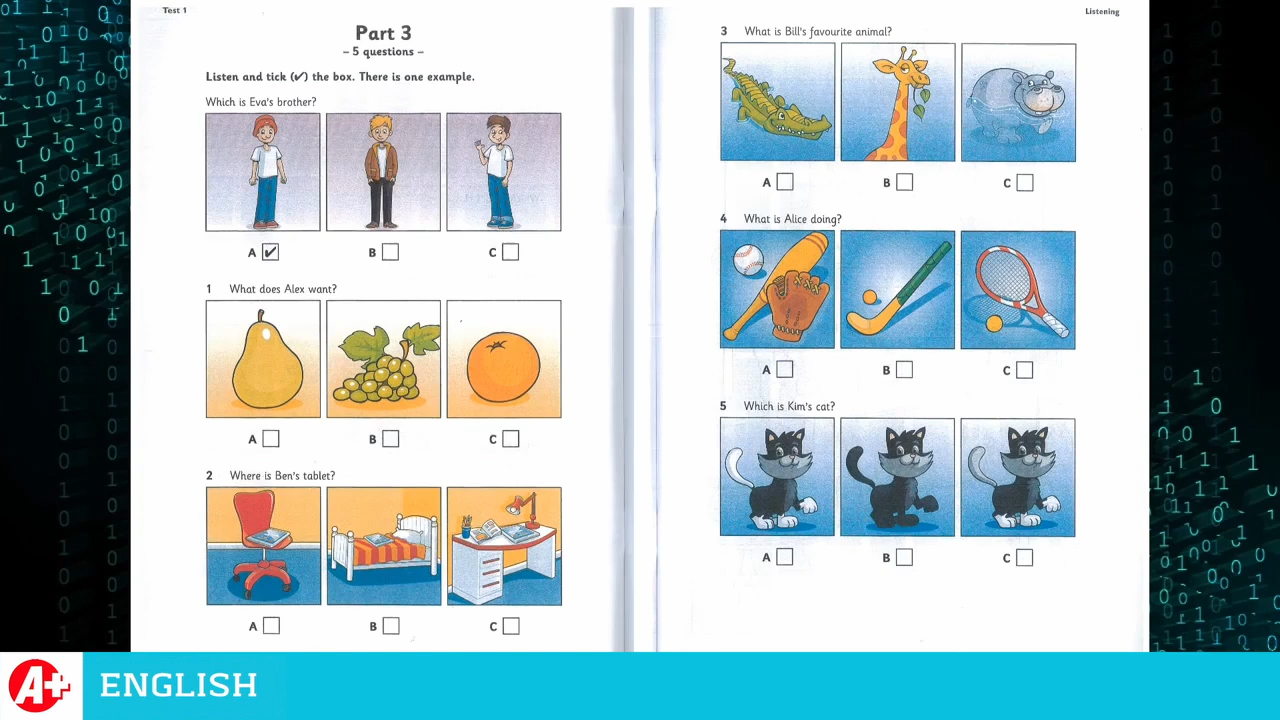 Test 1
Part 3
– 5 questions –
Listen and tick (✔) the box. There is one example.
Which is Eva's brother?
A ✔ B C
1 What does Alex want?
A B C
2 Where is Ben's tablet?
A B C
Listening
3 What is Bill's favourite animal?
A B C
4 What is Alice doing?
A B C
5 Which is Kim's cat?
A B C
A+ ENGLISH